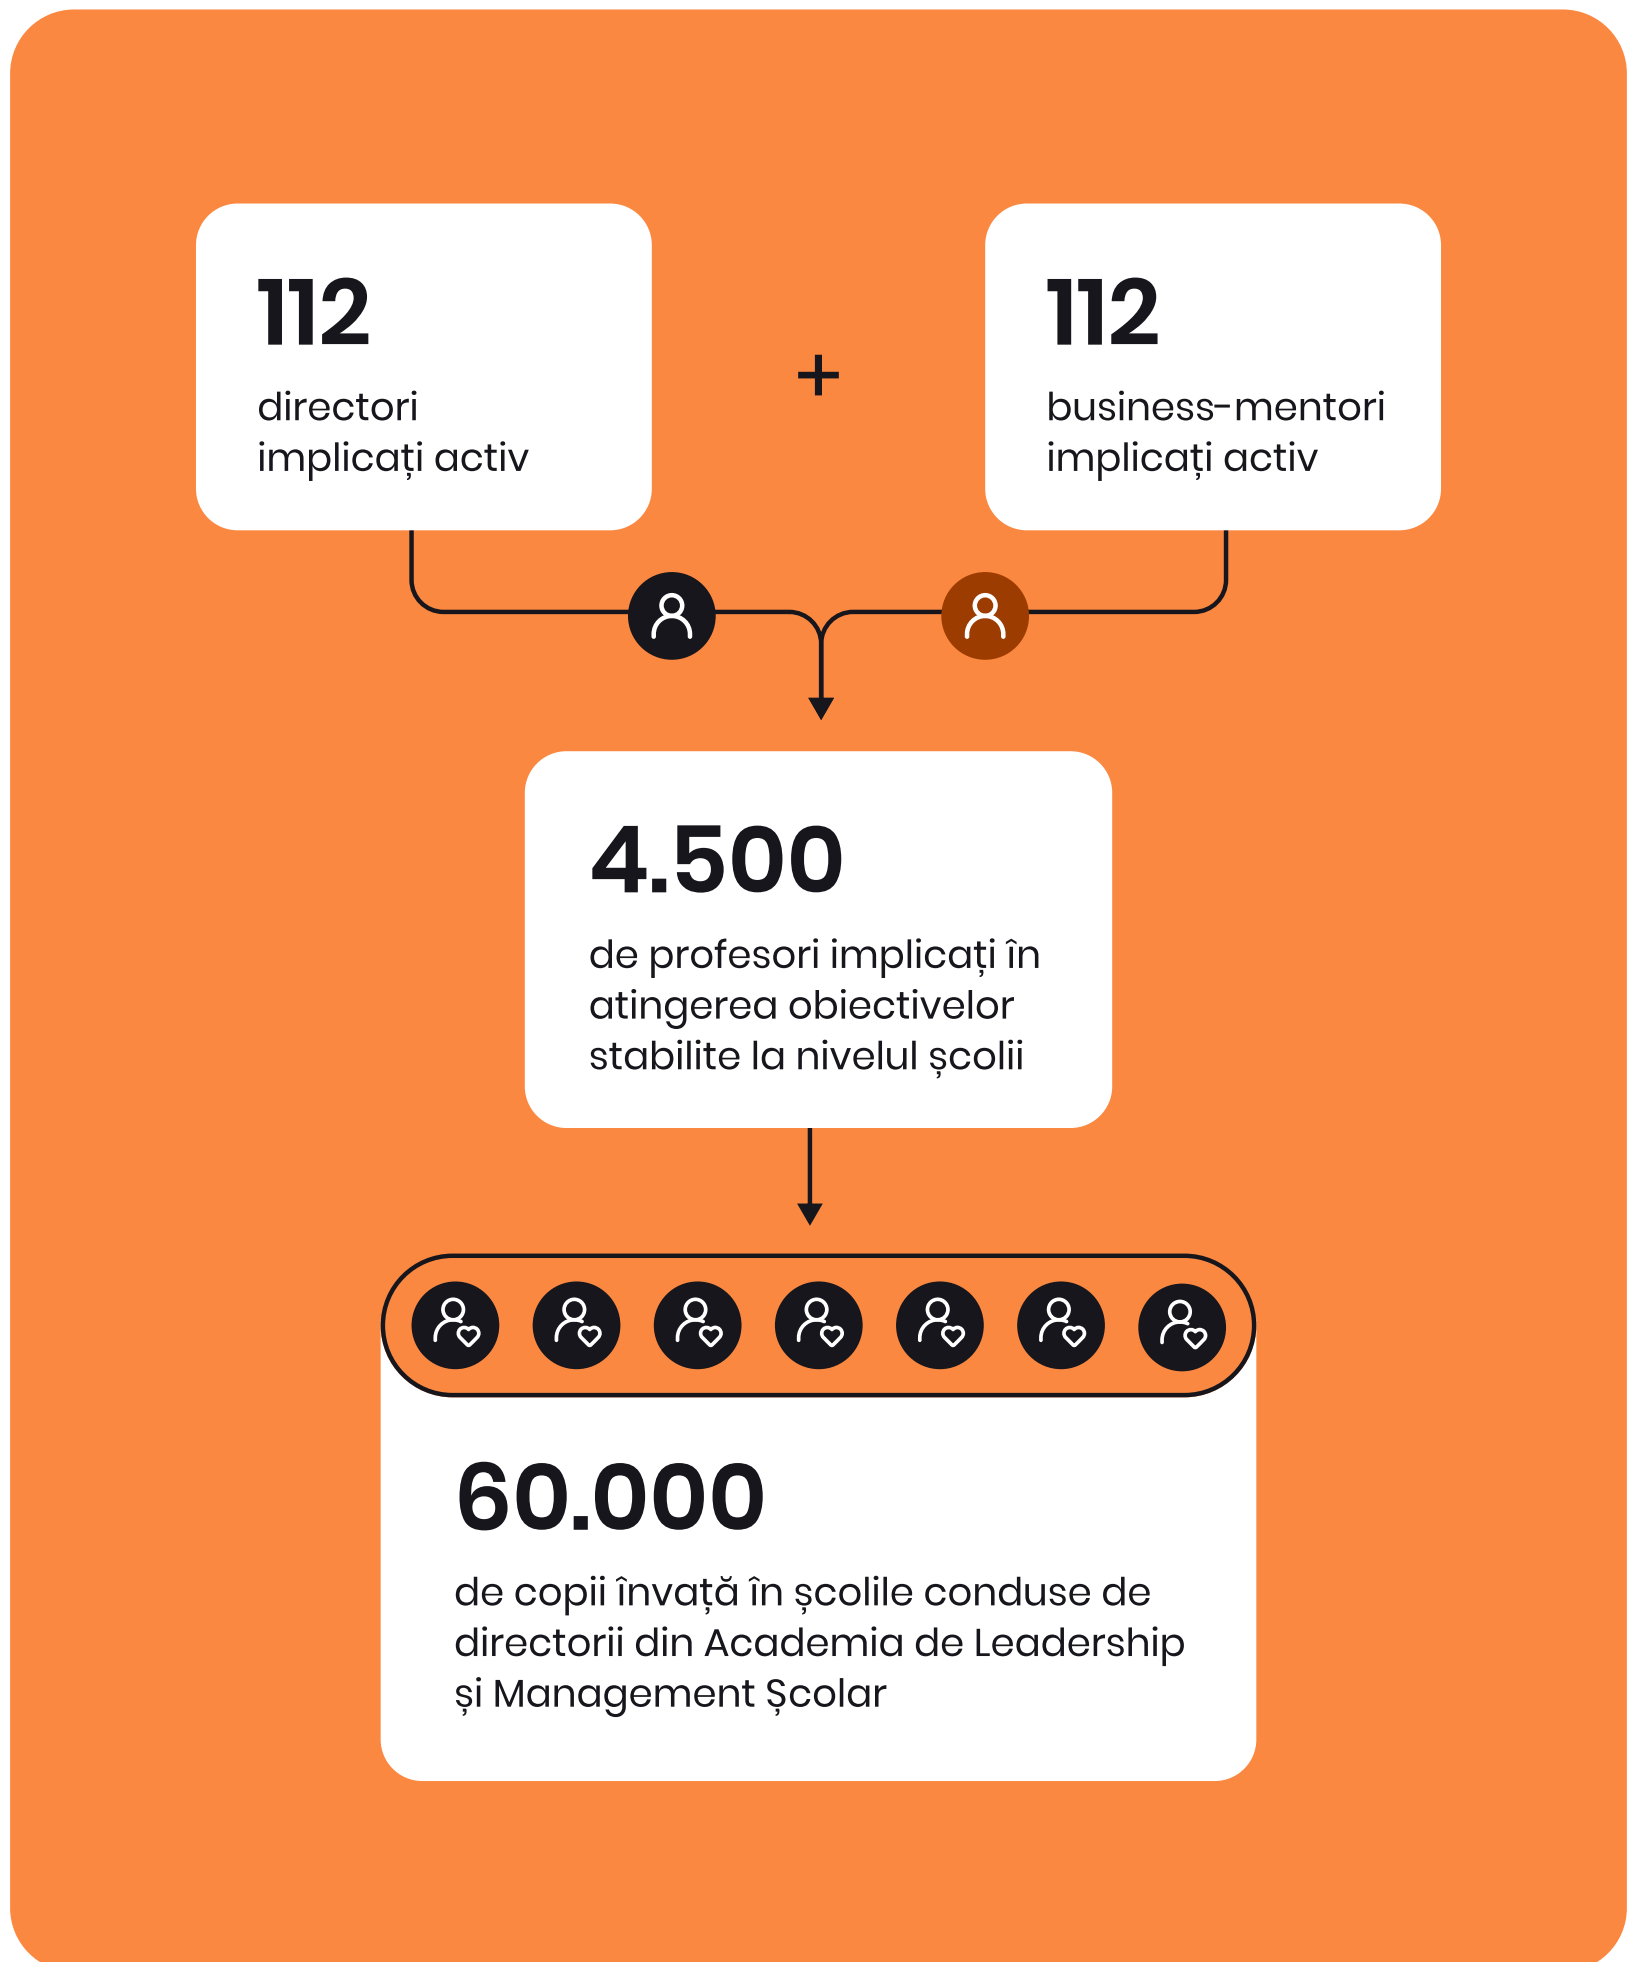 112
directori
implicați activ
+
112
business-mentori
implicați activ
4.500
de profesori implicați în
atingerea obiectivelor
stabilite la nivelul școlii
60.000
de copii învață în școlile conduse de
directorii din Academia de Leadership
și Management Școlar